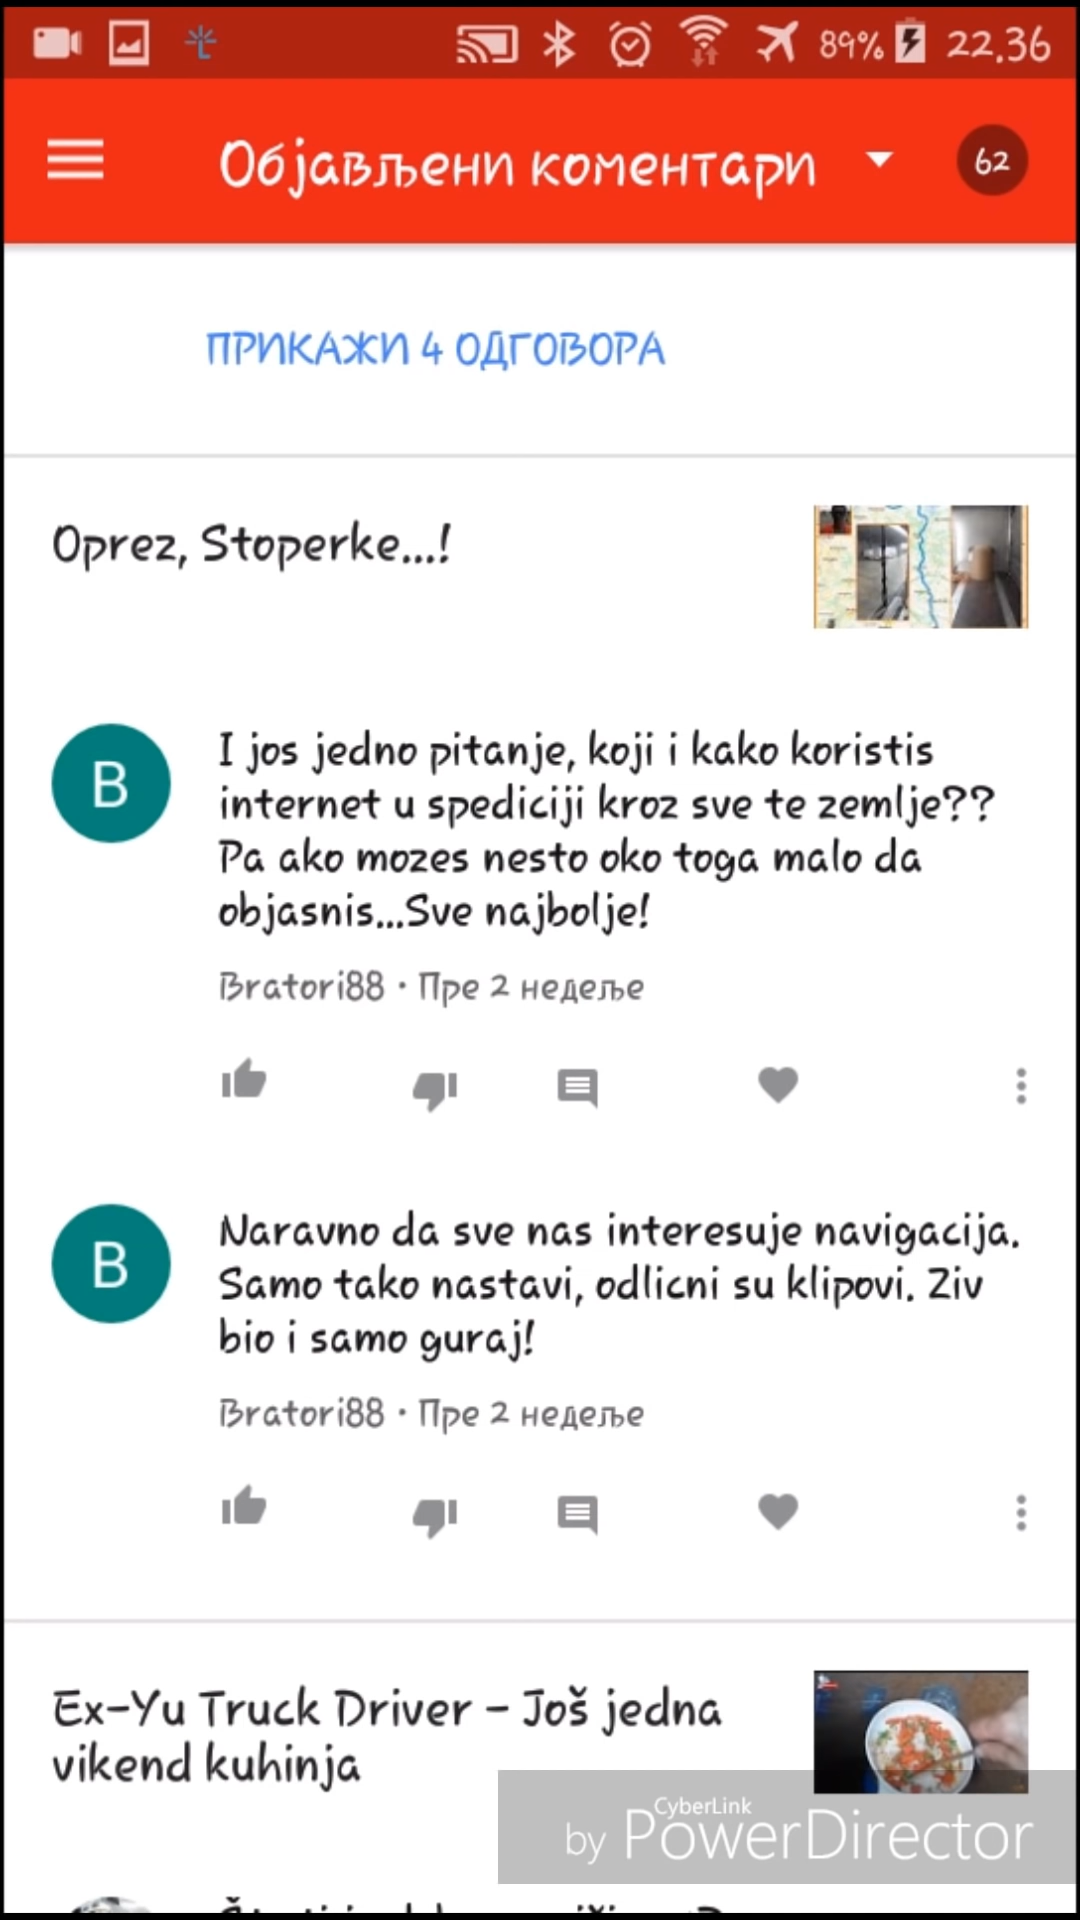 89% 22.36
Објављени коментари 62
ПРИКАЖИ 4 ОДГОВОРА
Oprez, Stoperke...!
B
I jos jedno pitanje, koji i kako koristis
internet u spediciji kroz sve te zemlje??
Pa ako mozes nesto oko toga malo da
objasnis...Sve najbolje!
Bratori88 • Пре 2 недеље
B
Naravno da sve nas interesuje navigacija.
Samo tako nastavi, odlicni su klipovi. Ziv
bio i samo guraj!
Bratori88 • Пре 2 недеље
Ex-Yu Truck Driver - Još jedna
vikend kuhinja
CyberLink
by PowerDirector